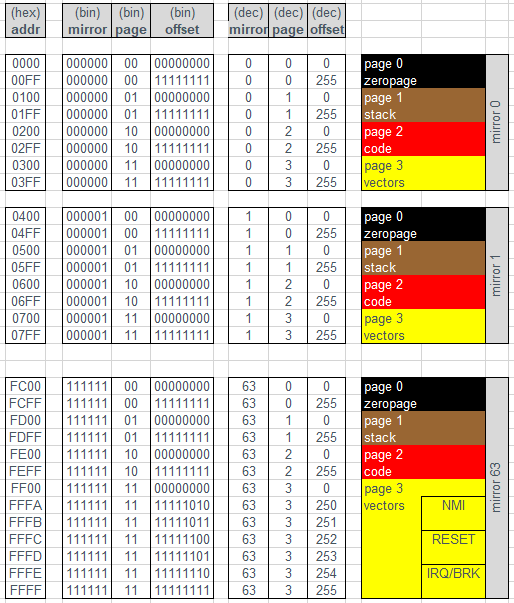 (hex) (bin) (bin) (bin) (dec) (dec) (dec)
addr mirror page offset mirror page offset
0000 000000 00 00000000 0 0 0 page 0
00FF 000000 00 11111111 0 0 255 zeropage
0100 000000 01 00000000 0 1 0 page 1
01FF 000000 01 11111111 0 1 255 stack
0200 000000 10 00000000 0 2 0 page 2
02FF 000000 10 11111111 0 2 255 code
0300 000000 11 00000000 0 3 0 page 3
03FF 000000 11 11111111 0 3 255 vectors
mirror 0
0400 000001 00 00000000 1 0 0 page 0
04FF 000001 00 11111111 1 0 255 zeropage
0500 000001 01 00000000 1 1 0 page 1
05FF 000001 01 11111111 1 1 255 stack
0600 000001 10 00000000 1 2 0 page 2
06FF 000001 10 11111111 1 2 255 code
0700 000001 11 00000000 1 3 0 page 3
07FF 000001 11 11111111 1 3 255 vectors
mirror 1
FC00 111111 00 00000000 63 0 0 page 0
FCFF 111111 00 11111111 63 0 255 zeropage
FD00 111111 01 00000000 63 1 0 page 1
FDFF 111111 01 11111111 63 1 255 stack
FE00 111111 10 00000000 63 2 0 page 2
FEFF 111111 10 11111111 63 2 255 code
FF00 111111 11 00000000 63 3 0 page 3
FFFA 111111 11 11111010 63 3 250 vectors NMI
FFFB 111111 11 11111011 63 3 251
FFFC 111111 11 11111100 63 3 252 RESET
FFFD 111111 11 11111101 63 3 253
FFFE 111111 11 11111110 63 3 254 IRQ/BRK
FFFF 111111 11 11111111 63 3 255
mirror 63